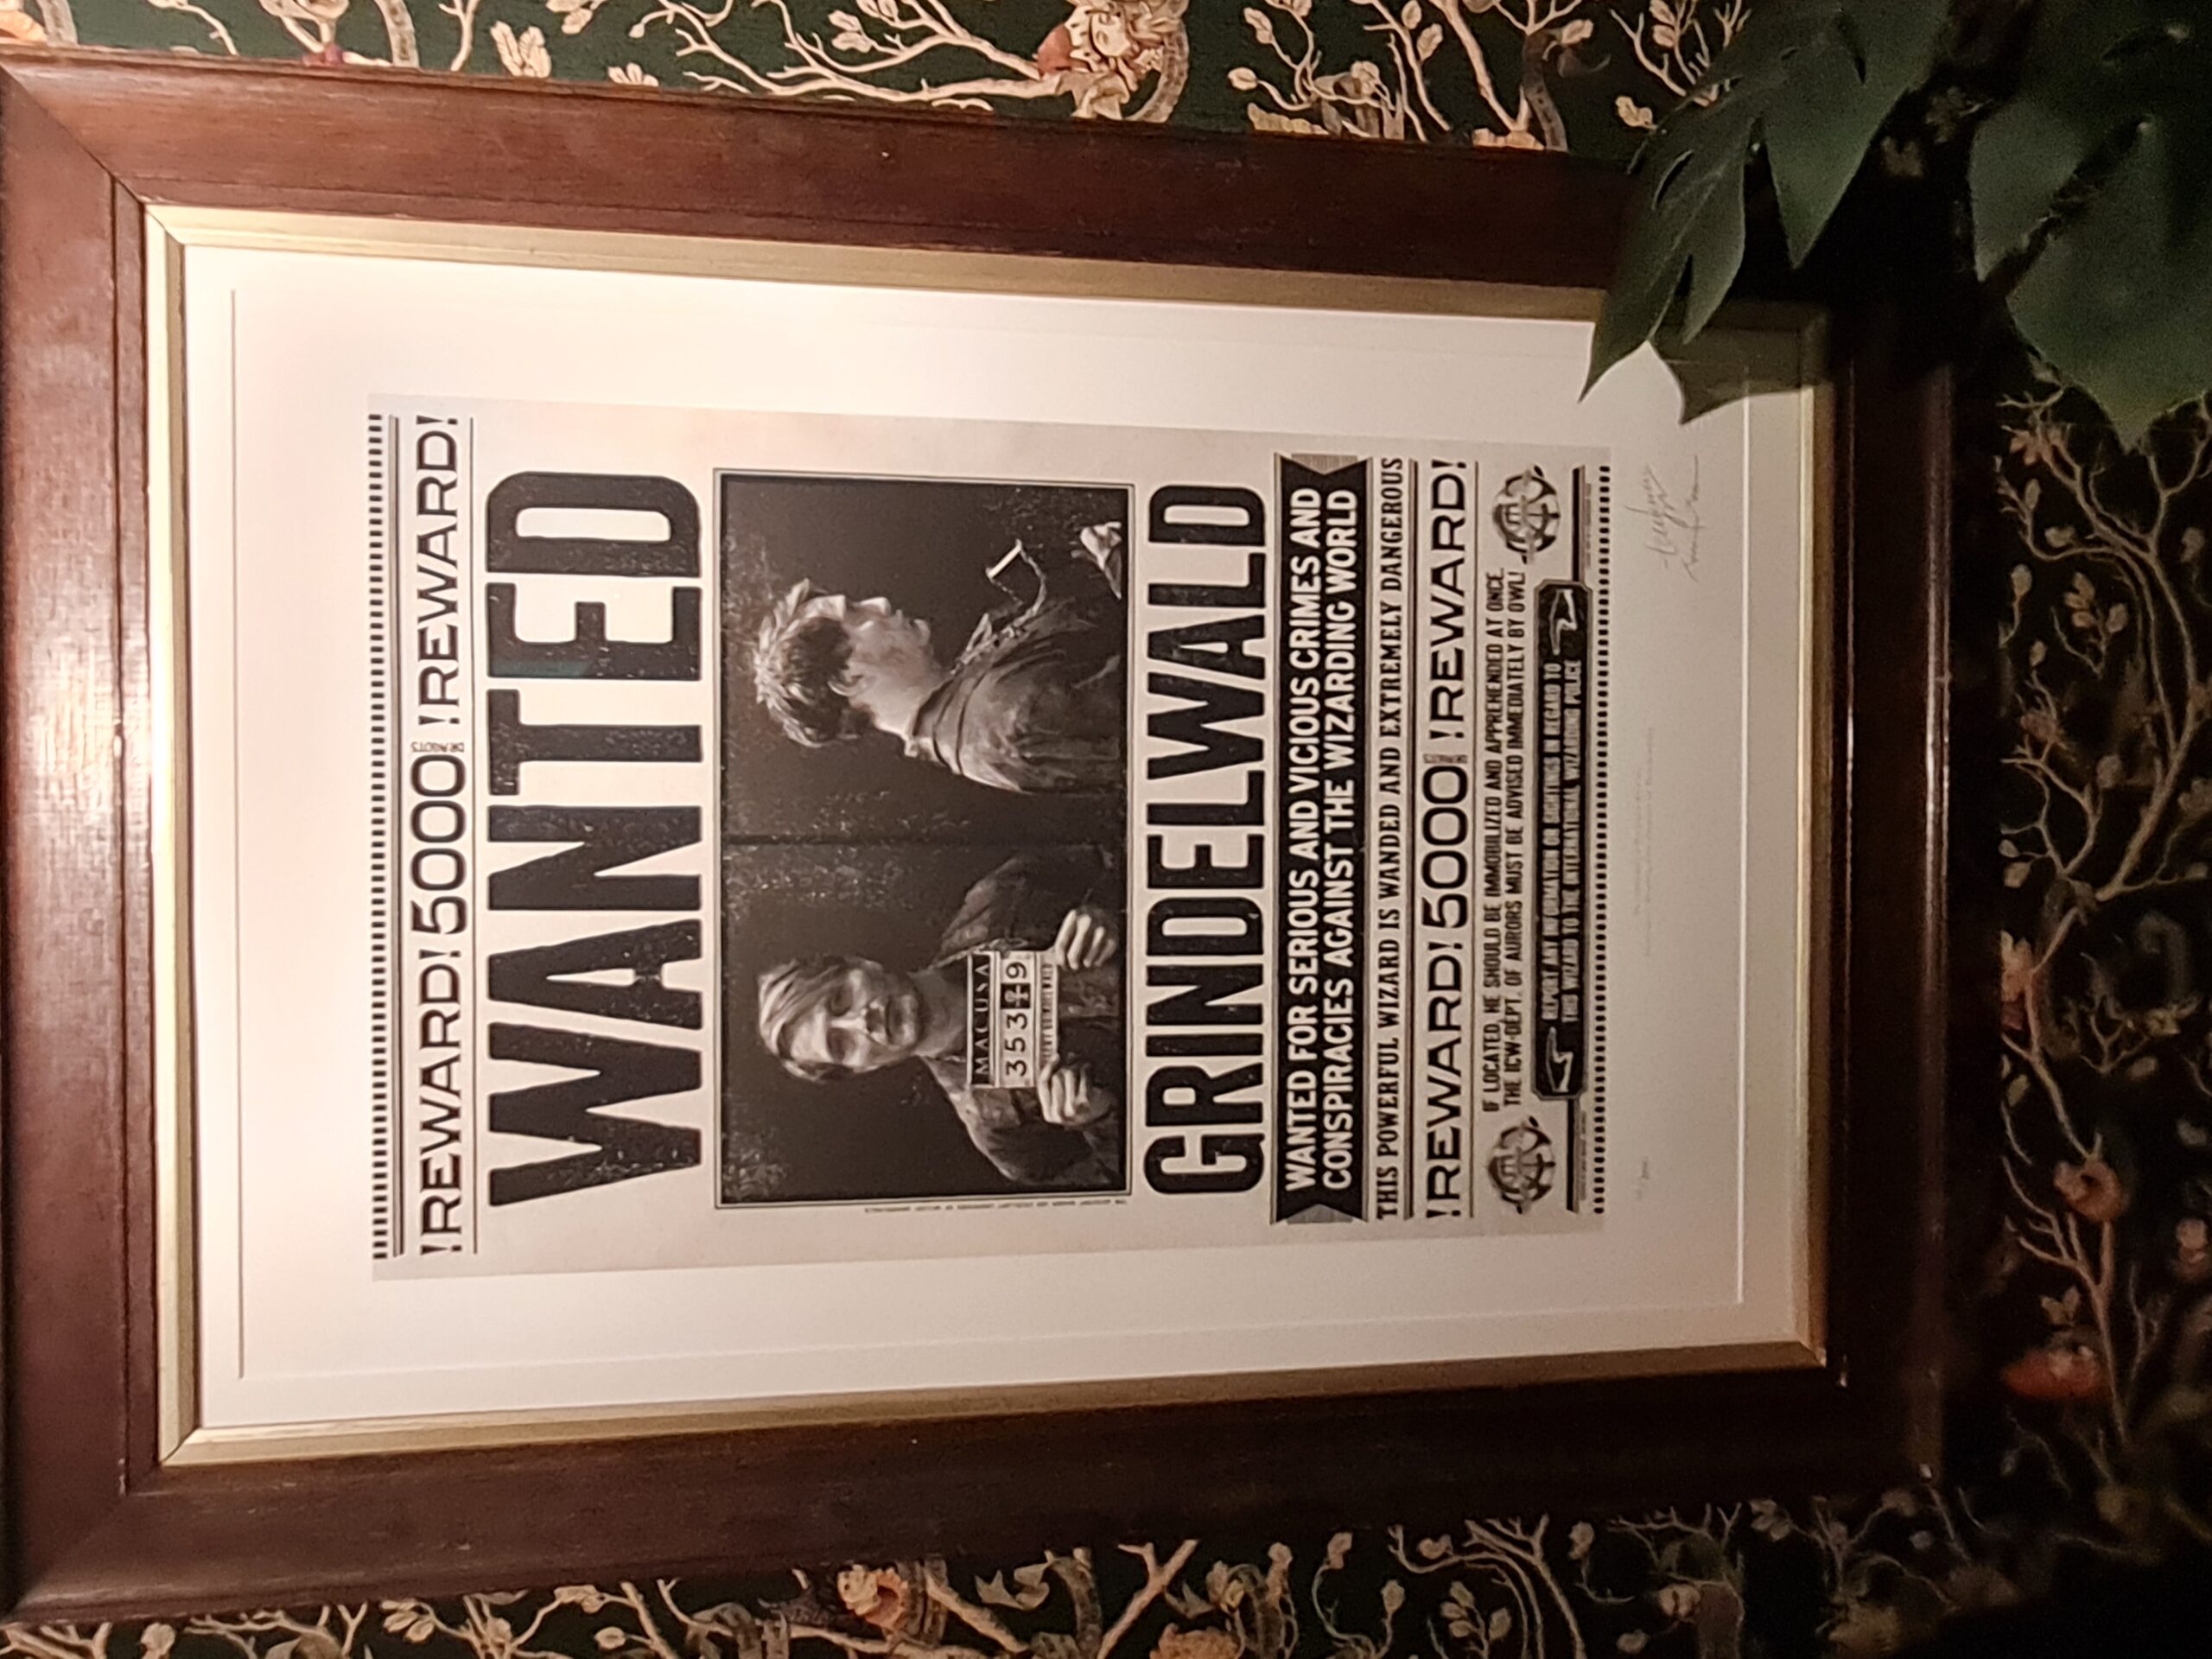 !REWARD! 5000 DRAGOTS !REWARD!
WANTED
MACUSA
353
9
GRINDELWALD
WANTED FOR SERIOUS AND VICIOUS CRIMES AND
CONSPIRACIES AGAINST THE WIZARDING WORLD
THIS POWERFUL WIZARD IS WANDED AND EXTREMELY DANGEROUS
!REWARD! 5000 DRAGOTS !REWARD!
IF LOCATED, HE SHOULD BE IMMOBILIZED AND APPREHENDED AT ONCE.
THE ICW-DEPT. OF AURORS MUST BE ADVISED IMMEDIATELY BY OWL!
REPORT ANY INFORMATION OR SIGHTINGS IN REGARD TO
THIS WIZARD TO THE INTERNATIONAL WIZARDING POLICE